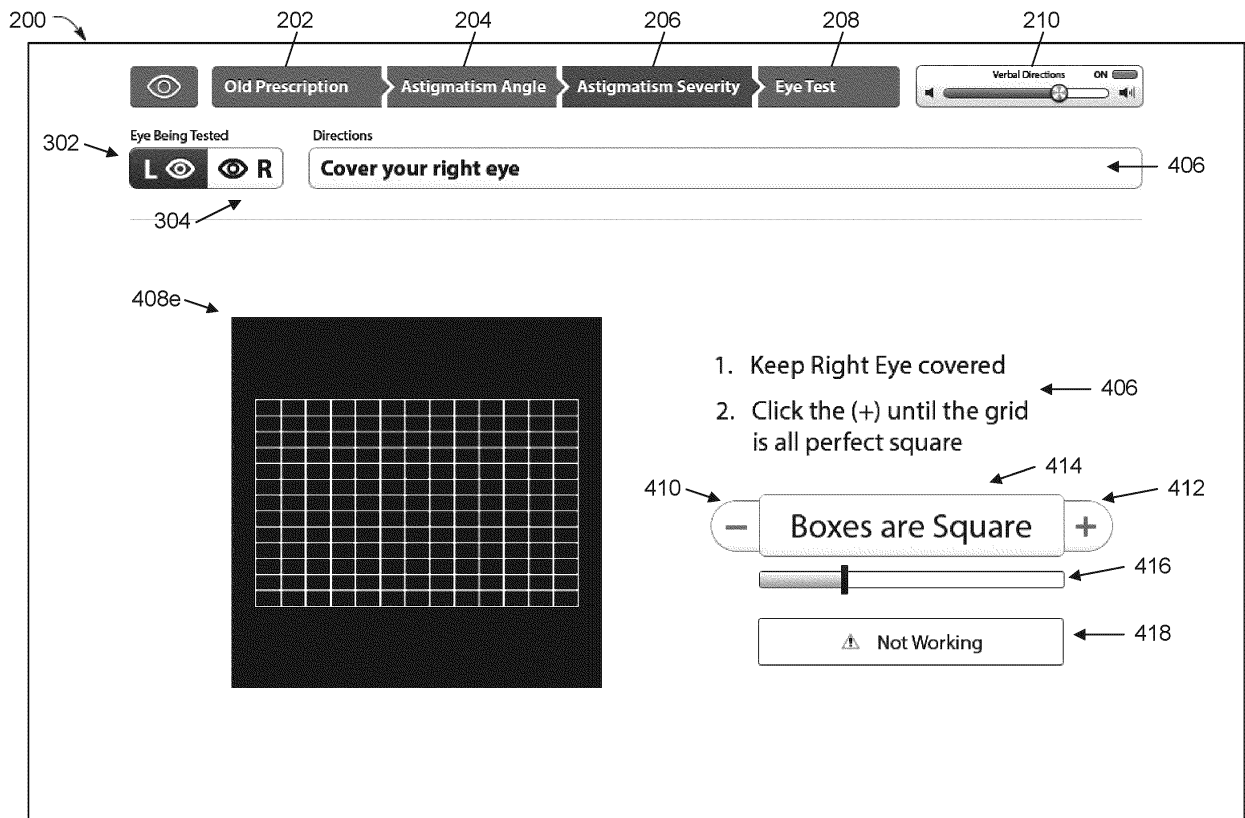 200 202 204 206 208 210
Old Prescription Astigmatism Angle Astigmatism Severity Eye Test
Verbal Directions ON
Eye Being Tested Directions
302 L R Cover your right eye 406
304
408e
1. Keep Right Eye covered
406
2. Click the (+) until the grid
is all perfect square
414
410 412
− Boxes are Square +
416
Not Working 418